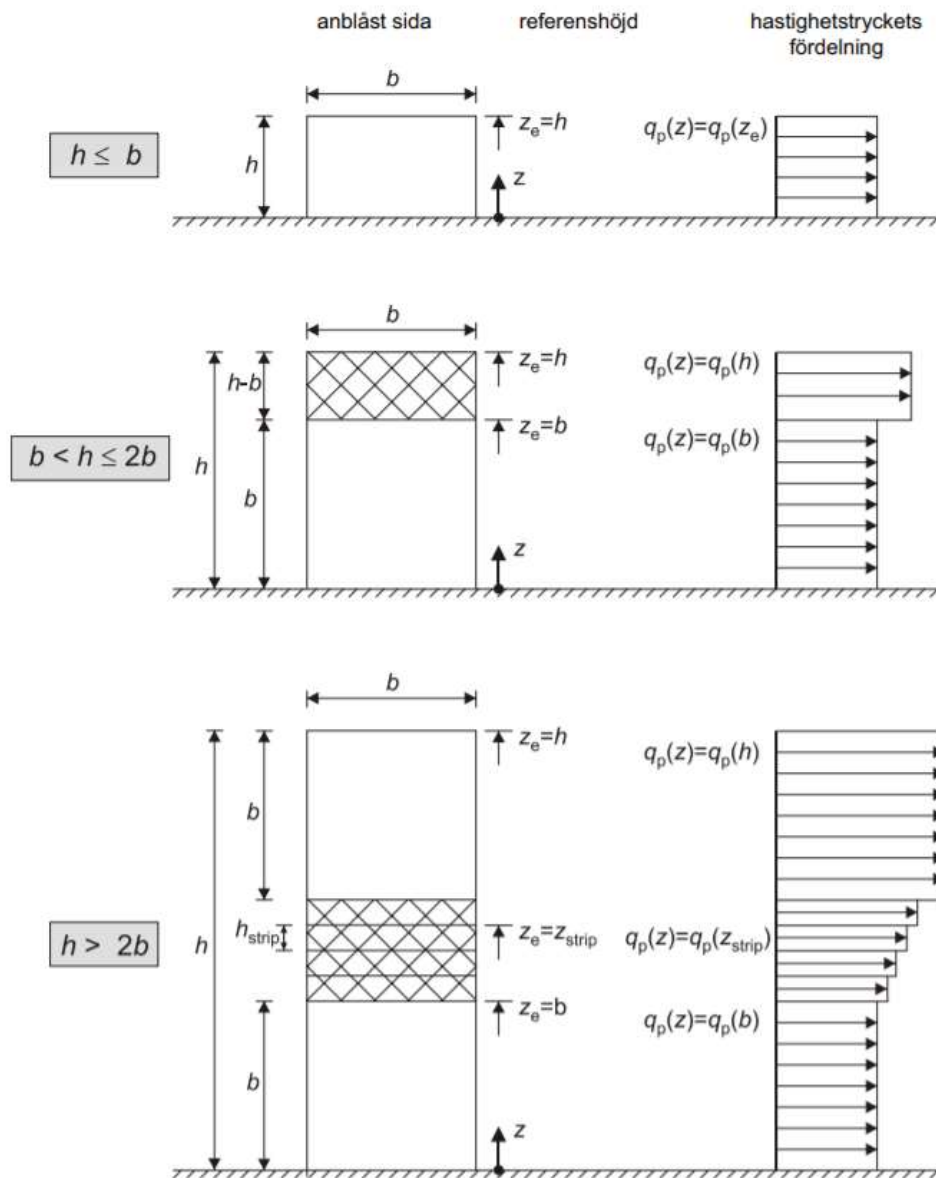 anblåst sida referenshöjd hastighetstryckets
fördelning
b
z_e=h q_p(z)=q_p(z_e)
h ≤ b
h
z
b
z_e=h q_p(z)=q_p(h)
h-b
z_e=b q_p(z)=q_p(b)
b < h ≤ 2b
h
b
z
b
z_e=h q_p(z)=q_p(h)
b
h > 2b
h
h_strip z_e=z_strip q_p(z)=q_p(z_strip)
z_e=b q_p(z)=q_p(b)
b
z